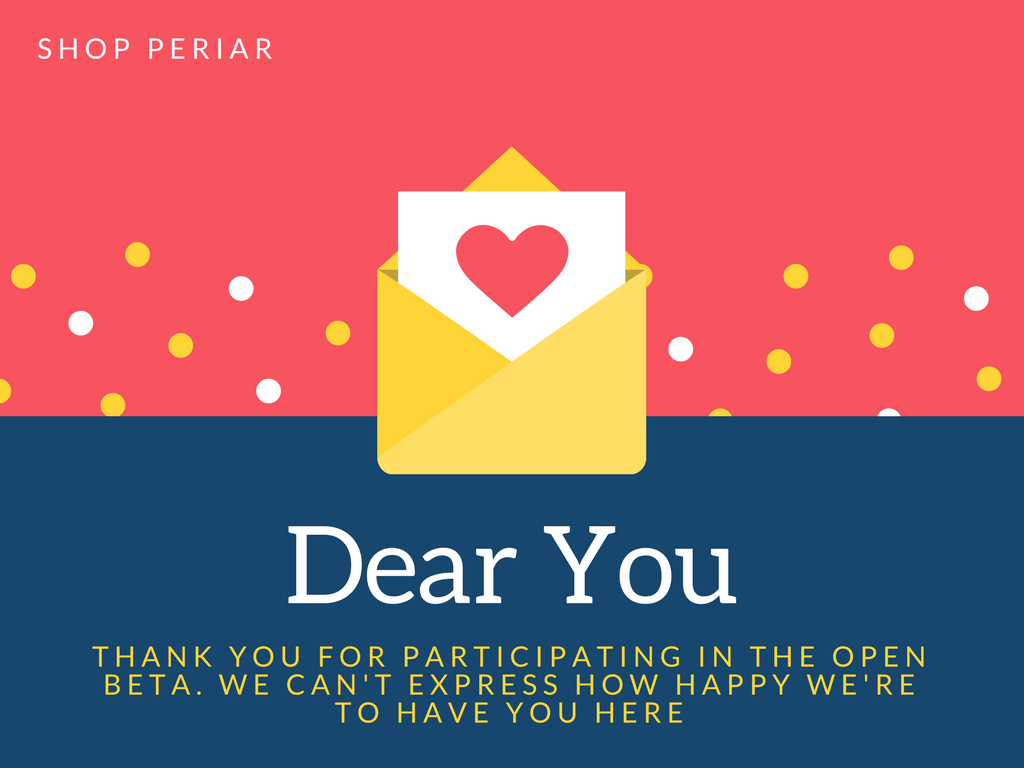 SHOP PERIAR
Dear You
THANK YOU FOR PARTICIPATING IN THE OPEN
BETA. WE CAN'T EXPRESS HOW HAPPY WE'RE
TO HAVE YOU HERE